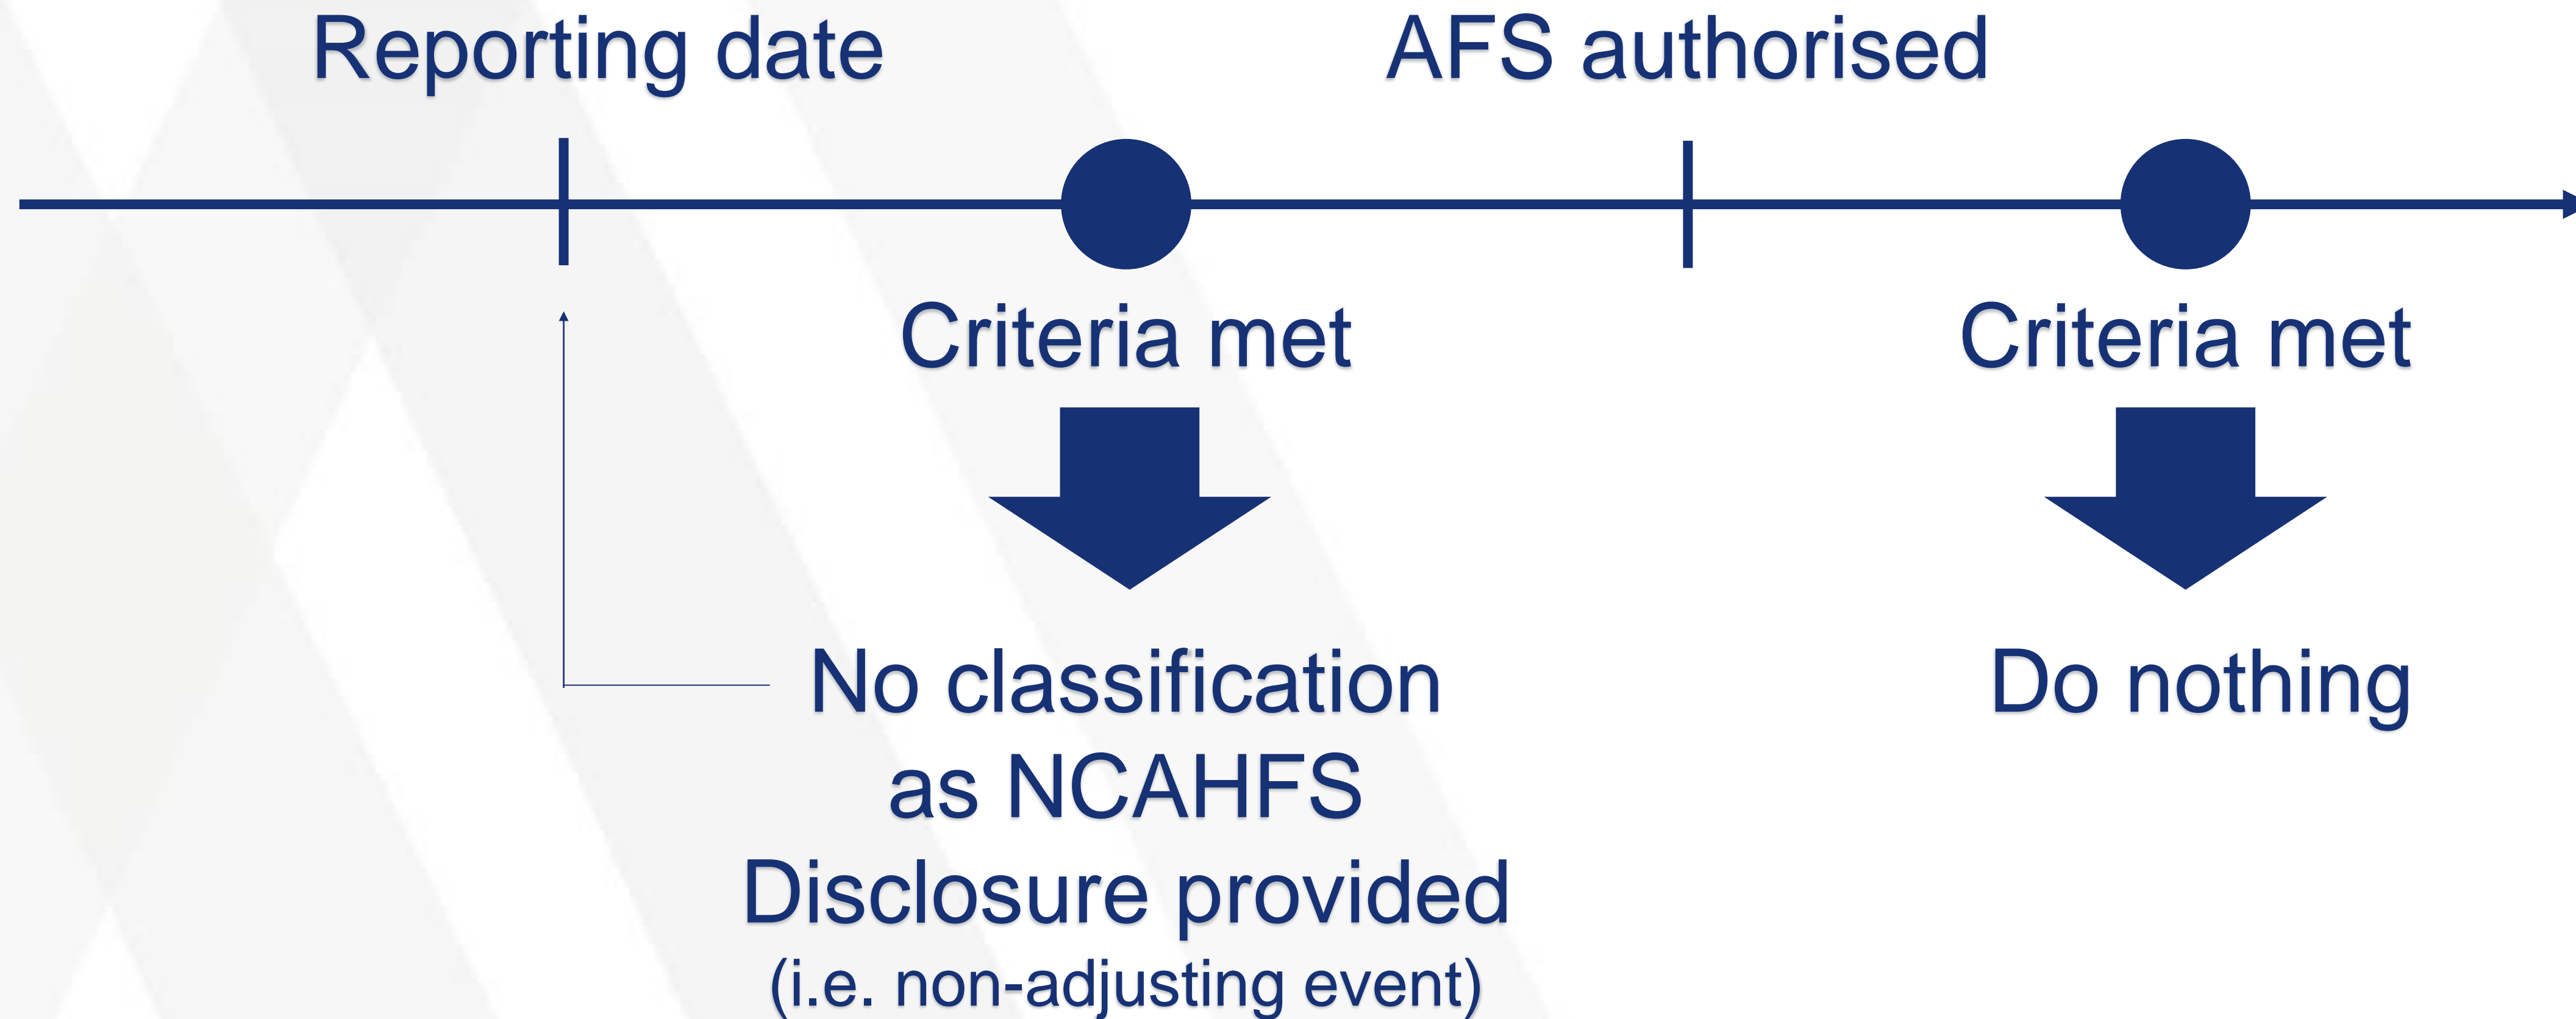 Reporting date
AFS authorised
Criteria met
Criteria met
No classification
as NCAHFS
Disclosure provided
(i.e. non-adjusting event)
Do nothing